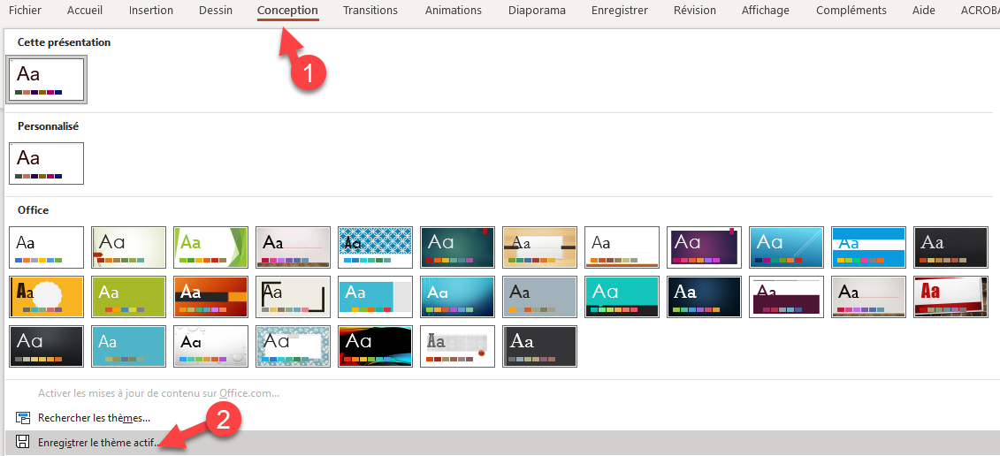 Fichier Accueil Insertion Dessin Conception Transitions Animations Diaporama Enregistrer Révision Affichage Compléments Aide ACROBA
1
Cette présentation
Aa
Personnalisé
Aa
Office
Aa Aa Aa Aa Aa Aa Aa Aa Aa Aa Aa Aa
Aa Aa Aa Aa Aa Aa Aa Aa Aa Aa Aa Aa
Aa Aa Aa Aa Aa Aa Aa
Activer les mises à jour de contenu sur Office.com...
Rechercher les thèmes...
2
Enregistrer le thème actif...